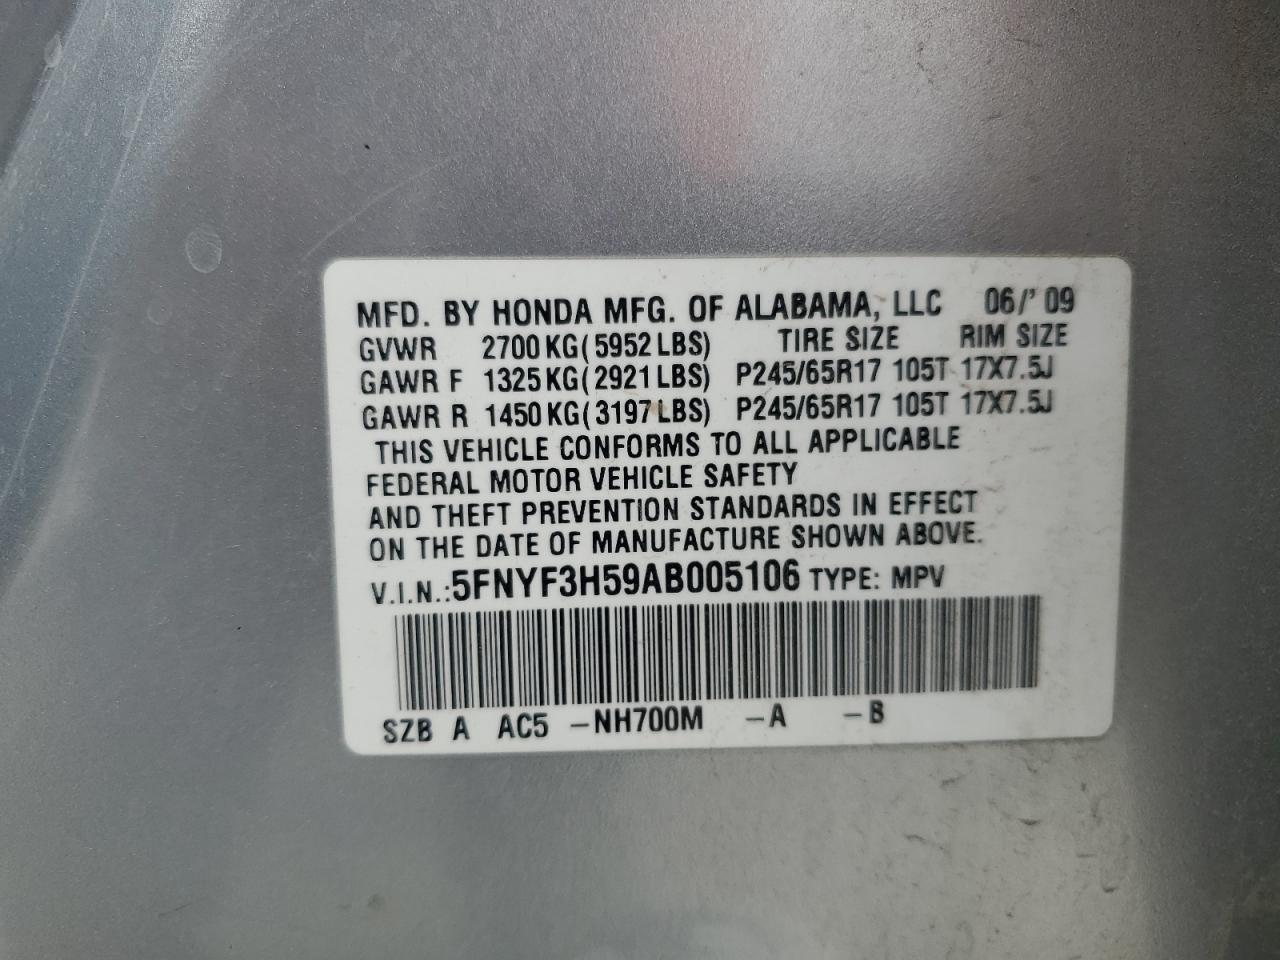 MFD. BY HONDA MFG. OF ALABAMA, LLC 06/' 09
GVWR 2700 KG(5952 LBS) TIRE SIZE RIM SIZE
GAWR F 1325 KG(2921 LBS) P245/65R17 105T 17X7.5J
GAWR R 1450 KG(3197 LBS) P245/65R17 105T 17X7.5J
THIS VEHICLE CONFORMS TO ALL APPLICABLE
FEDERAL MOTOR VEHICLE SAFETY
AND THEFT PREVENTION STANDARDS IN EFFECT
ON THE DATE OF MANUFACTURE SHOWN ABOVE.
V.I.N.:5FNYF3H59AB005106 TYPE: MPV
SZB A AC5 –NH700M –A –B